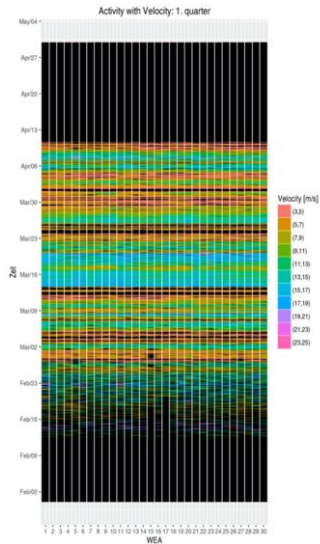 Activity with Velocity: 1. quarter
May/04
Apr/27
Apr/20
Apr/13
Apr/06
Mar/30
Mar/23
Mar/16
Mar/09
Mar/02
Feb/23
Feb/16
Feb/09
Feb/02
Zeit
1 2 3 4 5 6 7 8 9 10 11 12 13 14 15 16 17 18 19 20 21 22 23 24 25 26 27 28 29 30
WEA
Velocity [m/s]
(3,5)
(5,7)
(7,9)
(9,11)
(11,13)
(13,15)
(15,17)
(17,19)
(19,21)
(21,23)
(23,25)